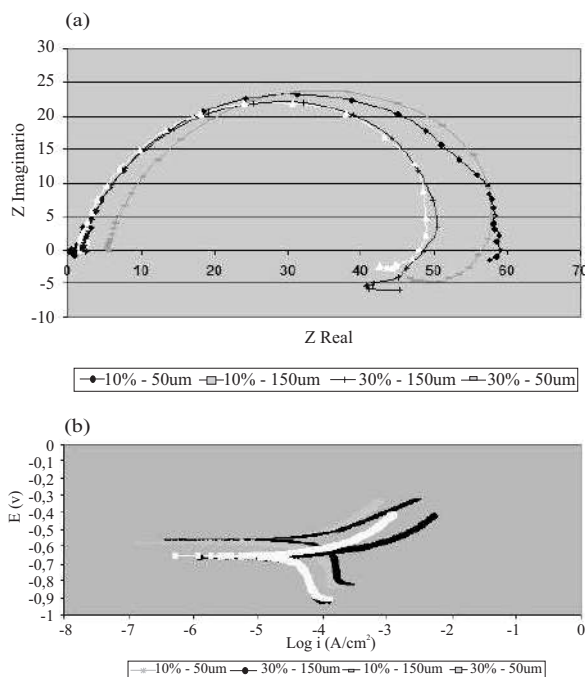 (a)
Z Imaginario
30
25
20
15
10
5
0
-5
-10
0 10 20 30 40 50 60 70
Z Real
10% - 50um 10% - 150um 30% - 150um 30% - 50um
(b)
E (v)
0
-0,1
-0,2
-0,3
-0,4
-0,5
-0,6
-0,7
-0,8
-0,9
-1
-8 -7 -6 -5 -4 -3 -2 -1 0
Log i (A/cm²)
10% - 50um 30% - 150um 10% - 150um 30% - 50um